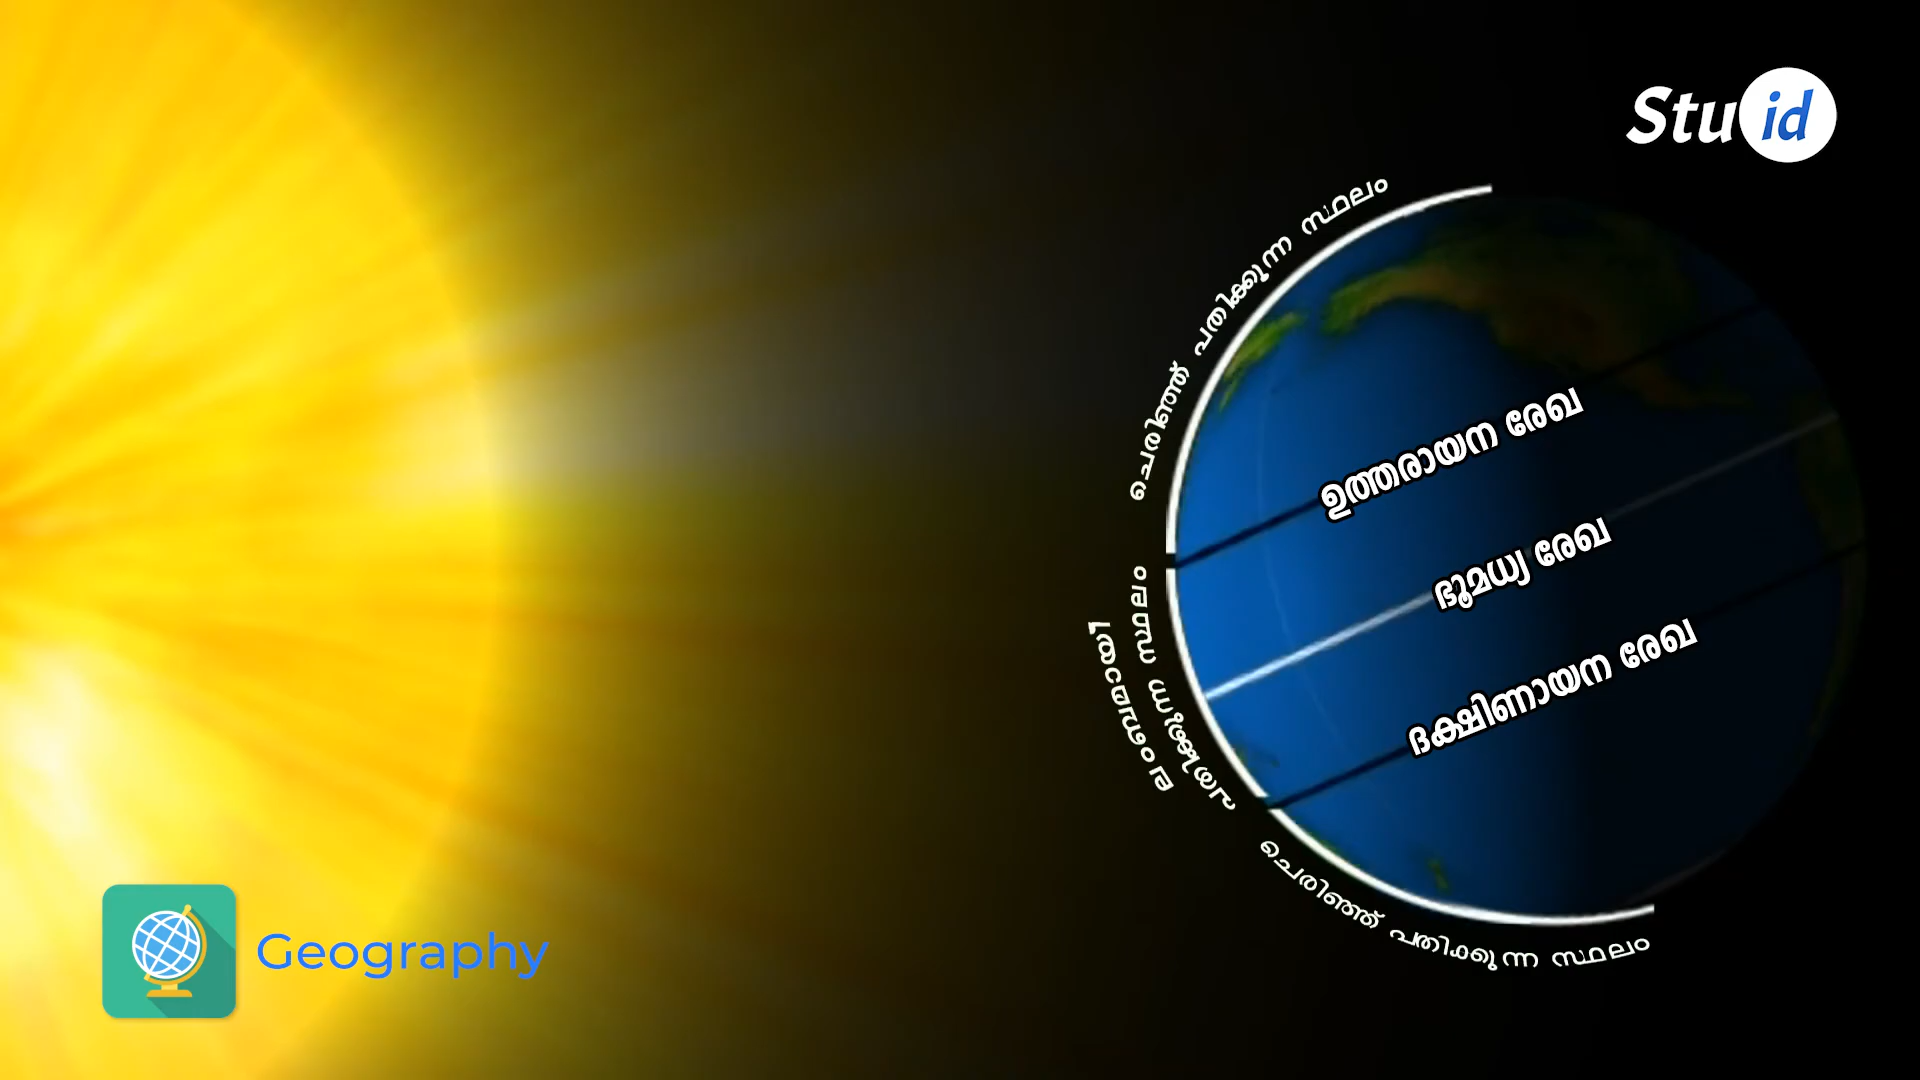 Stuid
ചെരിഞ്ഞ് പതിക്കുന്ന സ്ഥലം
ഉത്തരായന രേഖ
ഭൂമധ്യ രേഖ
ദക്ഷിണായന രേഖ
ലംബമായി
പതിക്കുന്ന സ്ഥലം
ചെരിഞ്ഞ് പതിക്കുന്ന സ്ഥലം
Geography